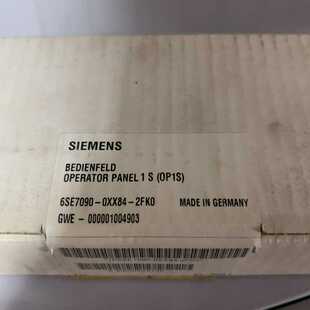 SIEMENS
BEDIENFELD
OPERATOR PANEL 1 S (OP1S)
6SE7090-0XX84-2FK0 MADE IN GERMANY
GWE - 000001004903